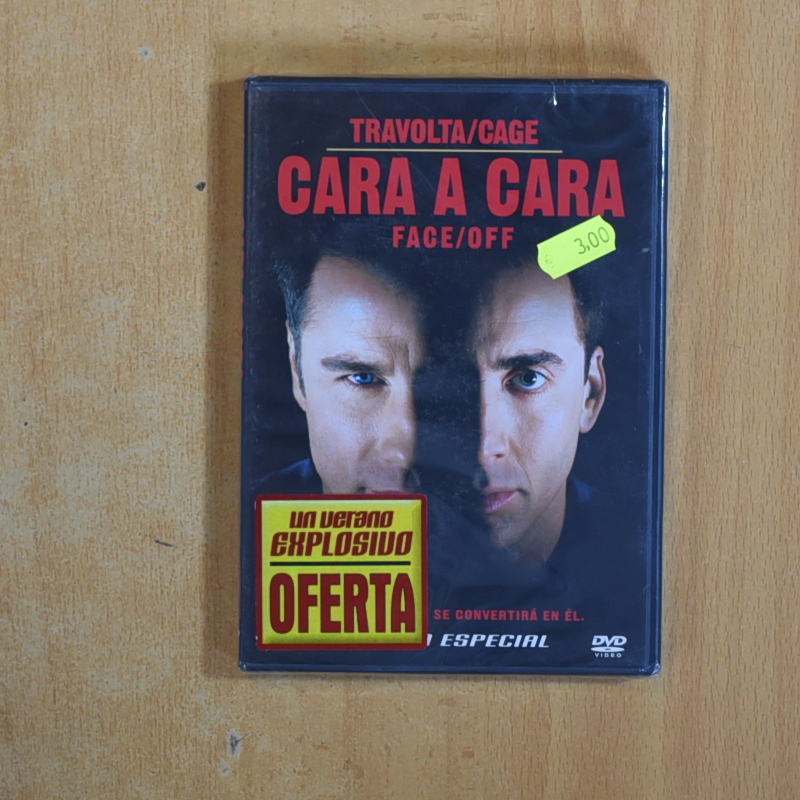 TRAVOLTA/CAGE
CARA A CARA
FACE/OFF
€ 3,00
un verano
EXPLOSIVO
OFERTA
SE CONVERTIRÁ EN ÉL.
ESPECIAL
DVD
VIDEO